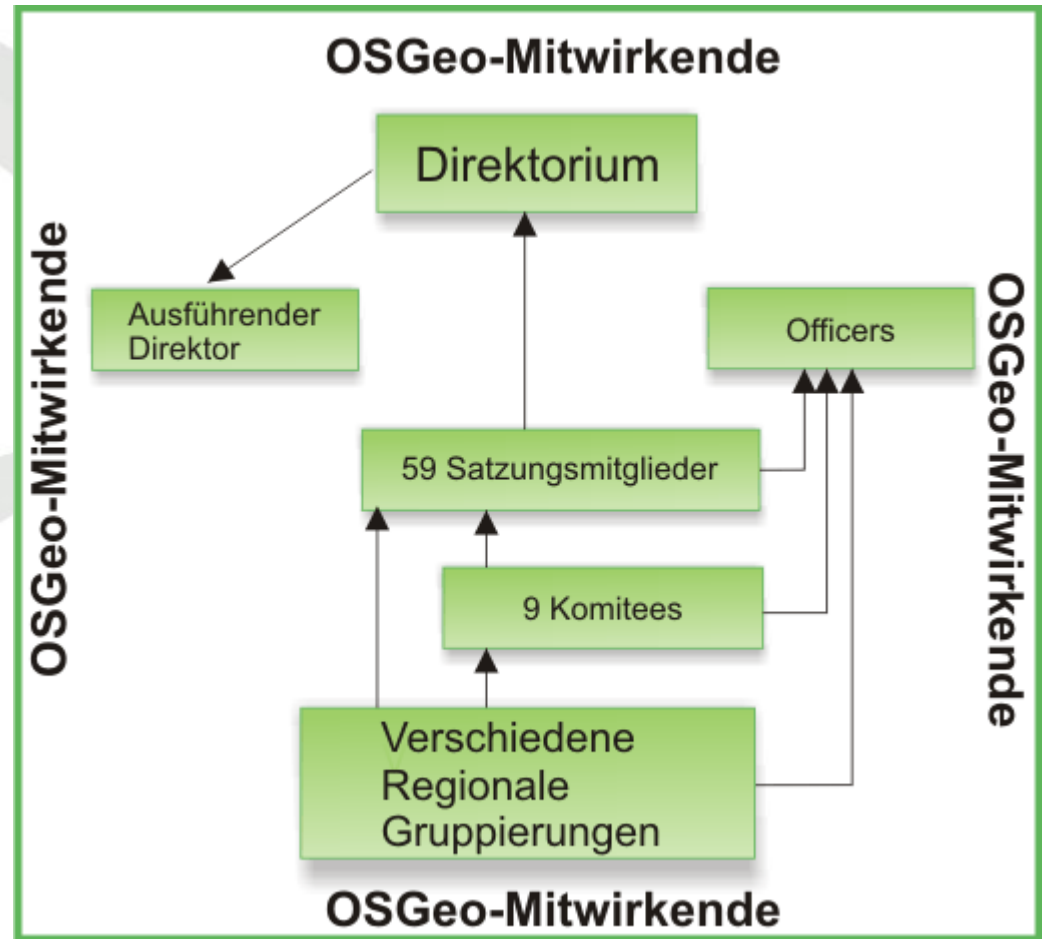 OSGeo-Mitwirkende
Direktorium
OSGeo-Mitwirkende
Ausführender
Direktor
Officers
OSGeo-Mitwirkende
59 Satzungsmitglieder
9 Komitees
Verschiedene
Regionale
Gruppierungen
OSGeo-Mitwirkende